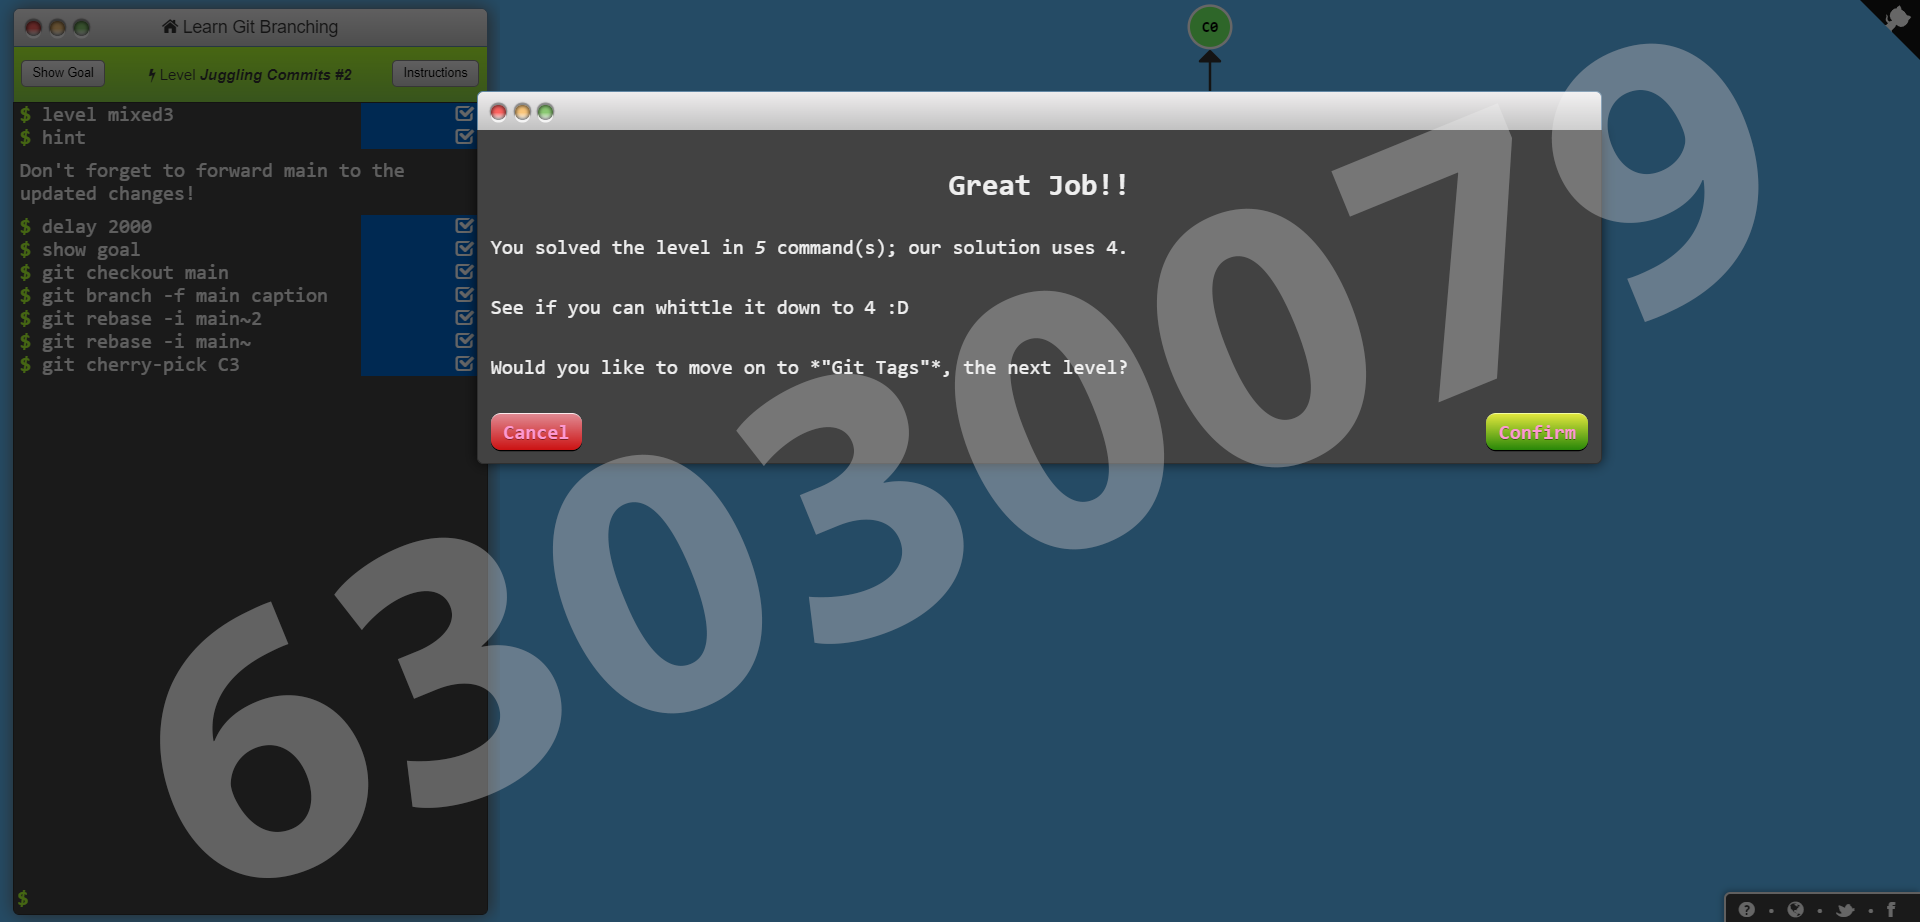 Learn Git Branching
Show Goal
Level Juggling Commits #2
Instructions
$ level mixed3
$ hint
Don't forget to forward main to the
updated changes!
$ delay 2000
$ show goal
$ git checkout main
$ git branch -f main caption
$ git rebase -i main~2
$ git rebase -i main~
$ git cherry-pick C3
$
C0
Great Job!!
You solved the level in 5 command(s); our solution uses 4.
See if you can whittle it down to 4 :D
Would you like to move on to *"Git Tags"*, the next level?
Cancel
Confirm
6303030079